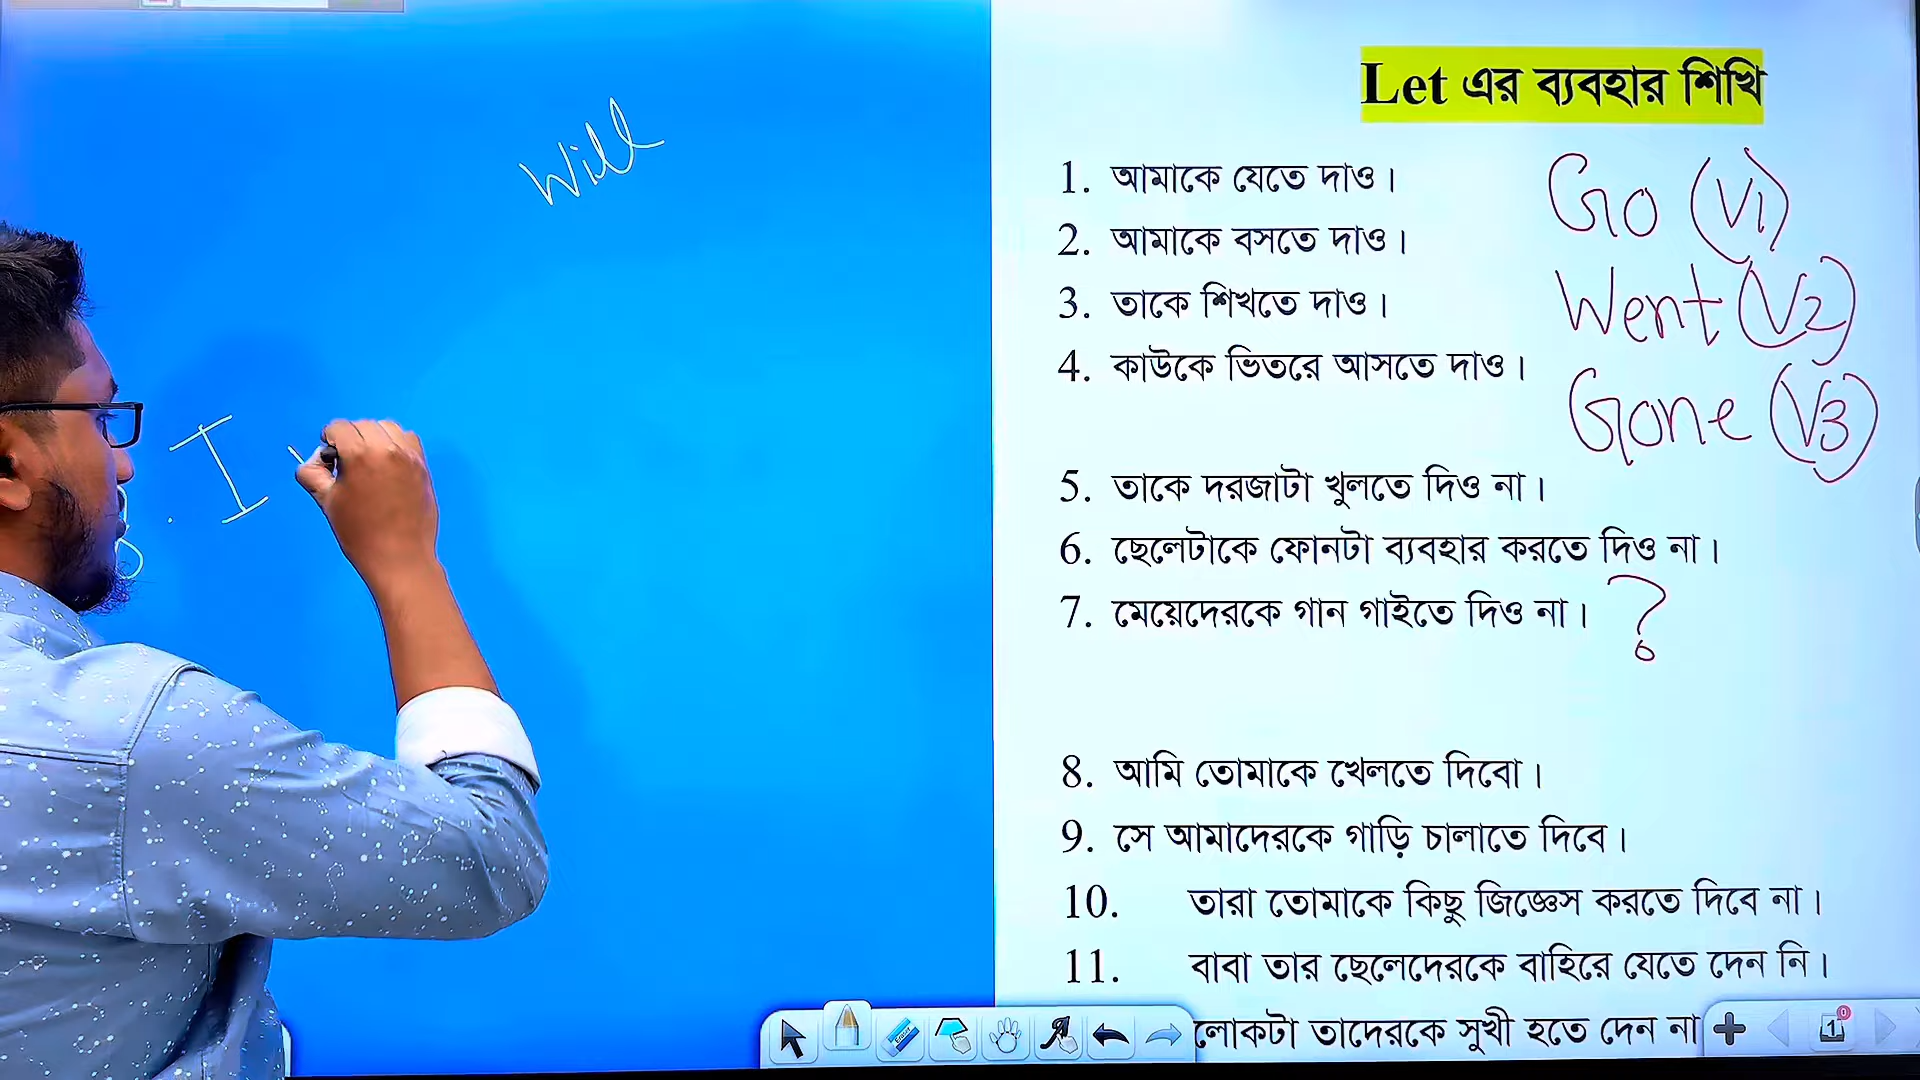 Will
8. I
Let এর ব্যবহার শিখি
1. আমাকে যেতে দাও।
2. আমাকে বসতে দাও।
3. তাকে শিখতে দাও।
4. কাউকে ভিতরে আসতে দাও।
Go (V1)
Went (V2)
Gone (V3)
5. তাকে দরজাটা খুলতে দিও না।
6. ছেলেটাকে ফোনটা ব্যবহার করতে দিও না।
7. মেয়েদেরকে গান গাইতে দিও না। ?
8. আমি তোমাকে খেলতে দিবো।
9. সে আমাদেরকে গাড়ি চালাতে দিবে।
10. তারা তোমাকে কিছু জিজ্ঞেস করতে দিবে না।
11. বাবা তার ছেলেদেরকে বাহিরে যেতে দেন নি।
লোকটা তাদেরকে সুখী হতে দেন না
1